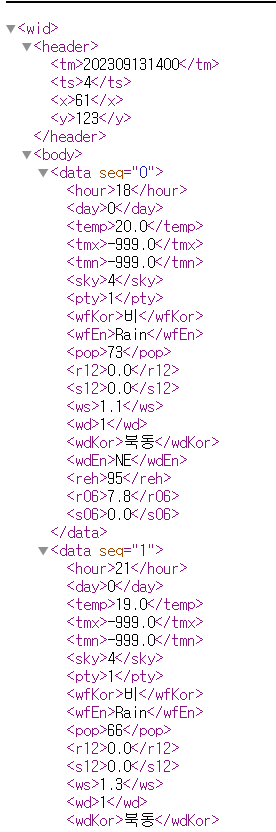 <wid>
<header>
<tm>202309131400</tm>
<ts>4</ts>
<x>61</x>
<y>123</y>
</header>
<body>
<data seq="0">
<hour>18</hour>
<day>0</day>
<temp>20.0</temp>
<tmx>-999.0</tmx>
<tmn>-999.0</tmn>
<sky>4</sky>
<pty>1</pty>
<wfKor>비</wfKor>
<wfEn>Rain</wfEn>
<pop>73</pop>
<r12>0.0</r12>
<s12>0.0</s12>
<ws>1.1</ws>
<wd>1</wd>
<wdKor>북동</wdKor>
<wdEn>NE</wdEn>
<reh>95</reh>
<r06>7.8</r06>
<s06>0.0</s06>
</data>
<data seq="1">
<hour>21</hour>
<day>0</day>
<temp>19.0</temp>
<tmx>-999.0</tmx>
<tmn>-999.0</tmn>
<sky>4</sky>
<pty>1</pty>
<wfKor>비</wfKor>
<wfEn>Rain</wfEn>
<pop>66</pop>
<r12>0.0</r12>
<s12>0.0</s12>
<ws>1.3</ws>
<wd>1</wd>
<wdKor>북동</wdKor>